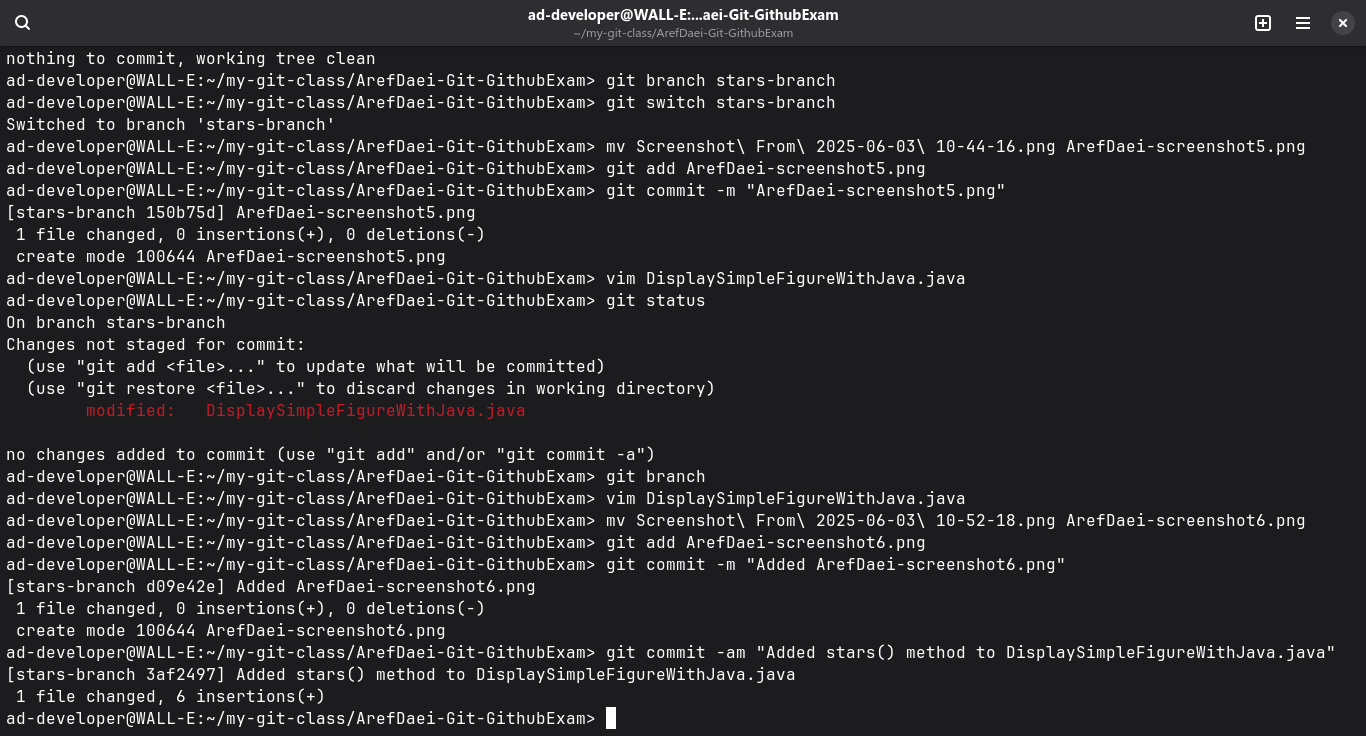 ad-developer@WALL-E:...aei-Git-GithubExam
~/my-git-class/ArefDaei-Git-GithubExam
nothing to commit, working tree clean
ad-developer@WALL-E:~/my-git-class/ArefDaei-Git-GithubExam> git branch stars-branch
ad-developer@WALL-E:~/my-git-class/ArefDaei-Git-GithubExam> git switch stars-branch
Switched to branch 'stars-branch'
ad-developer@WALL-E:~/my-git-class/ArefDaei-Git-GithubExam> mv Screenshot\ From\ 2025-06-03\ 10-44-16.png ArefDaei-screenshot5.png
ad-developer@WALL-E:~/my-git-class/ArefDaei-Git-GithubExam> git add ArefDaei-screenshot5.png
ad-developer@WALL-E:~/my-git-class/ArefDaei-Git-GithubExam> git commit -m "ArefDaei-screenshot5.png"
[stars-branch 150b75d] ArefDaei-screenshot5.png
 1 file changed, 0 insertions(+), 0 deletions(-)
 create mode 100644 ArefDaei-screenshot5.png
ad-developer@WALL-E:~/my-git-class/ArefDaei-Git-GithubExam> vim DisplaySimpleFigureWithJava.java
ad-developer@WALL-E:~/my-git-class/ArefDaei-Git-GithubExam> git status
On branch stars-branch
Changes not staged for commit:
  (use "git add <file>..." to update what will be committed)
  (use "git restore <file>..." to discard changes in working directory)
        modified:   DisplaySimpleFigureWithJava.java
no changes added to commit (use "git add" and/or "git commit -a")
ad-developer@WALL-E:~/my-git-class/ArefDaei-Git-GithubExam> git branch
ad-developer@WALL-E:~/my-git-class/ArefDaei-Git-GithubExam> vim DisplaySimpleFigureWithJava.java
ad-developer@WALL-E:~/my-git-class/ArefDaei-Git-GithubExam> mv Screenshot\ From\ 2025-06-03\ 10-52-18.png ArefDaei-screenshot6.png
ad-developer@WALL-E:~/my-git-class/ArefDaei-Git-GithubExam> git add ArefDaei-screenshot6.png
ad-developer@WALL-E:~/my-git-class/ArefDaei-Git-GithubExam> git commit -m "Added ArefDaei-screenshot6.png"
[stars-branch d09e42e] Added ArefDaei-screenshot6.png
 1 file changed, 0 insertions(+), 0 deletions(-)
 create mode 100644 ArefDaei-screenshot6.png
ad-developer@WALL-E:~/my-git-class/ArefDaei-Git-GithubExam> git commit -am "Added stars() method to DisplaySimpleFigureWithJava.java"
[stars-branch 3af2497] Added stars() method to DisplaySimpleFigureWithJava.java
 1 file changed, 6 insertions(+)
ad-developer@WALL-E:~/my-git-class/ArefDaei-Git-GithubExam>